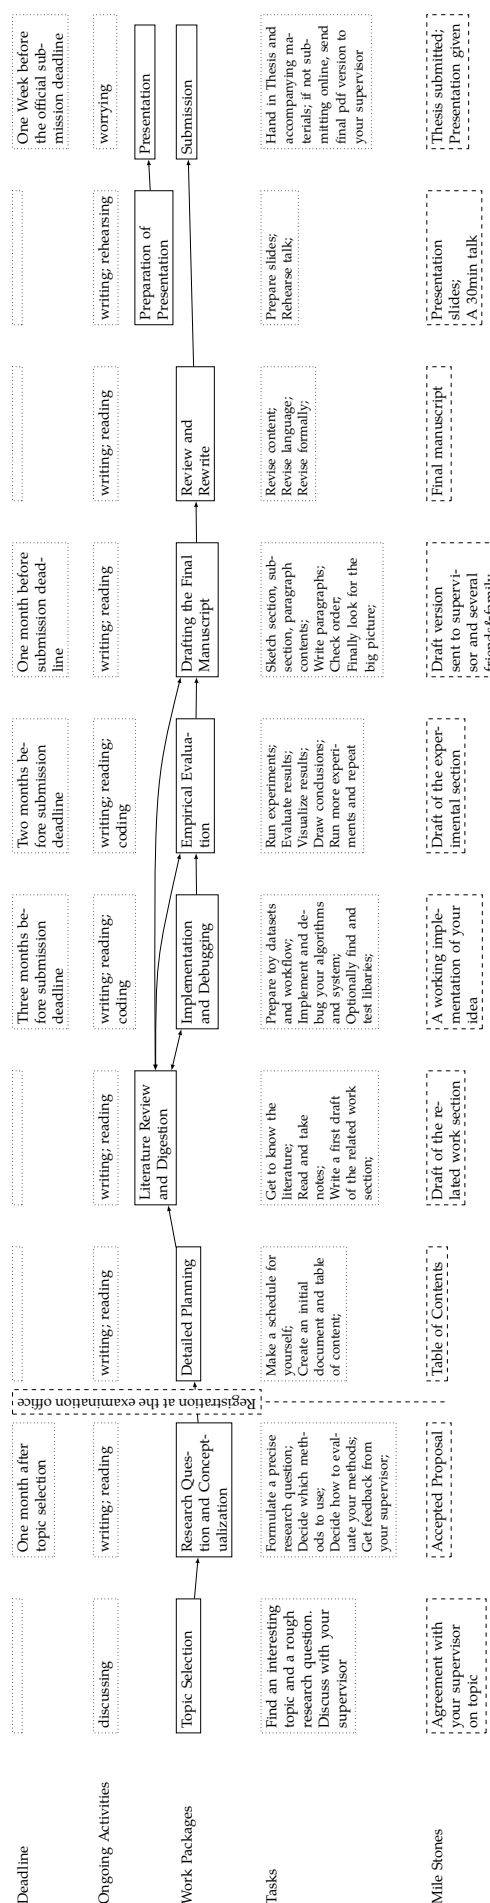 Deadline
One month after
topic selection
Three months be-
fore submission
deadline
Two months be-
fore submission
deadline
One month before
submission dead-
line
One Week before
the official sub-
mission deadline
Ongoing Activities
discussing
writing; reading
writing; reading
writing; reading
writing; reading;
coding
writing; reading;
coding
writing; reading
writing; reading
writing; rehearsing
worrying
Work Packages
Topic Selection
Research Ques-
tion and Concept-
ualization
Registration at the examination office
Detailed Planning
Literature Review
and Digestion
Implementation
and Debugging
Empirical Evalua-
tion
Drafting the Final
Manuscript
Review and
Rewrite
Preparation of
Presentation
Presentation
Submission
Tasks
Find an interesting
topic and a rough
research question.
Discuss with your
supervisor
Formulate a precise
research question;
Decide which meth-
ods to use;
Decide how to eval-
uate your methods;
Get feedback from
your supervisor;
Make a schedule for
yourself;
Create an initial
document and table
of content;
Get to know the
literature;
Read and take
notes;
Write a first draft
of the related work
section;
Prepare toy datasets
and workflow;
Implement and de-
bug your algorithms
and system;
Optionally find and
test libaries;
Run experiments;
Evaluate results;
Visualize results;
Draw conclusions;
Run more experi-
ments and repeat
Sketch section, sub-
section, paragraph
contents;
Write paragraphs;
Check order;
Finally look for the
big picture;
Revise content;
Revise language;
Revise formally;
Prepare slides;
Rehearse talk;
Hand in Thesis and
accompanying ma-
terials; if not sub-
mitting online, send
final pdf version to
your supervisor
Mile Stones
Agreement with
your supervisor
on topic
Accepted Proposal
Table of Contents
Draft of the re-
lated work section
A working imple-
mentation of your
idea
Draft of the exper-
imental section
Draft version
sent to supervi-
sor and several
friends&family
Final manuscript
Presentation
slides;
A 30min talk
Thesis submitted;
Presentation given